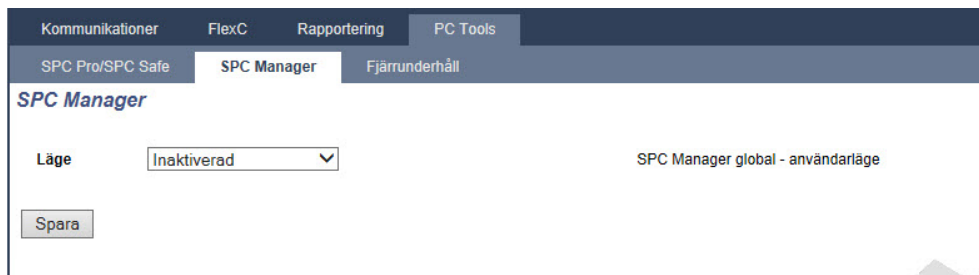 Kommunikationer FlexC Rapportering PC Tools
SPC Pro/SPC Safe SPC Manager Fjärrunderhåll
SPC Manager
Läge Inaktiverad SPC Manager global - användarläge
Spara